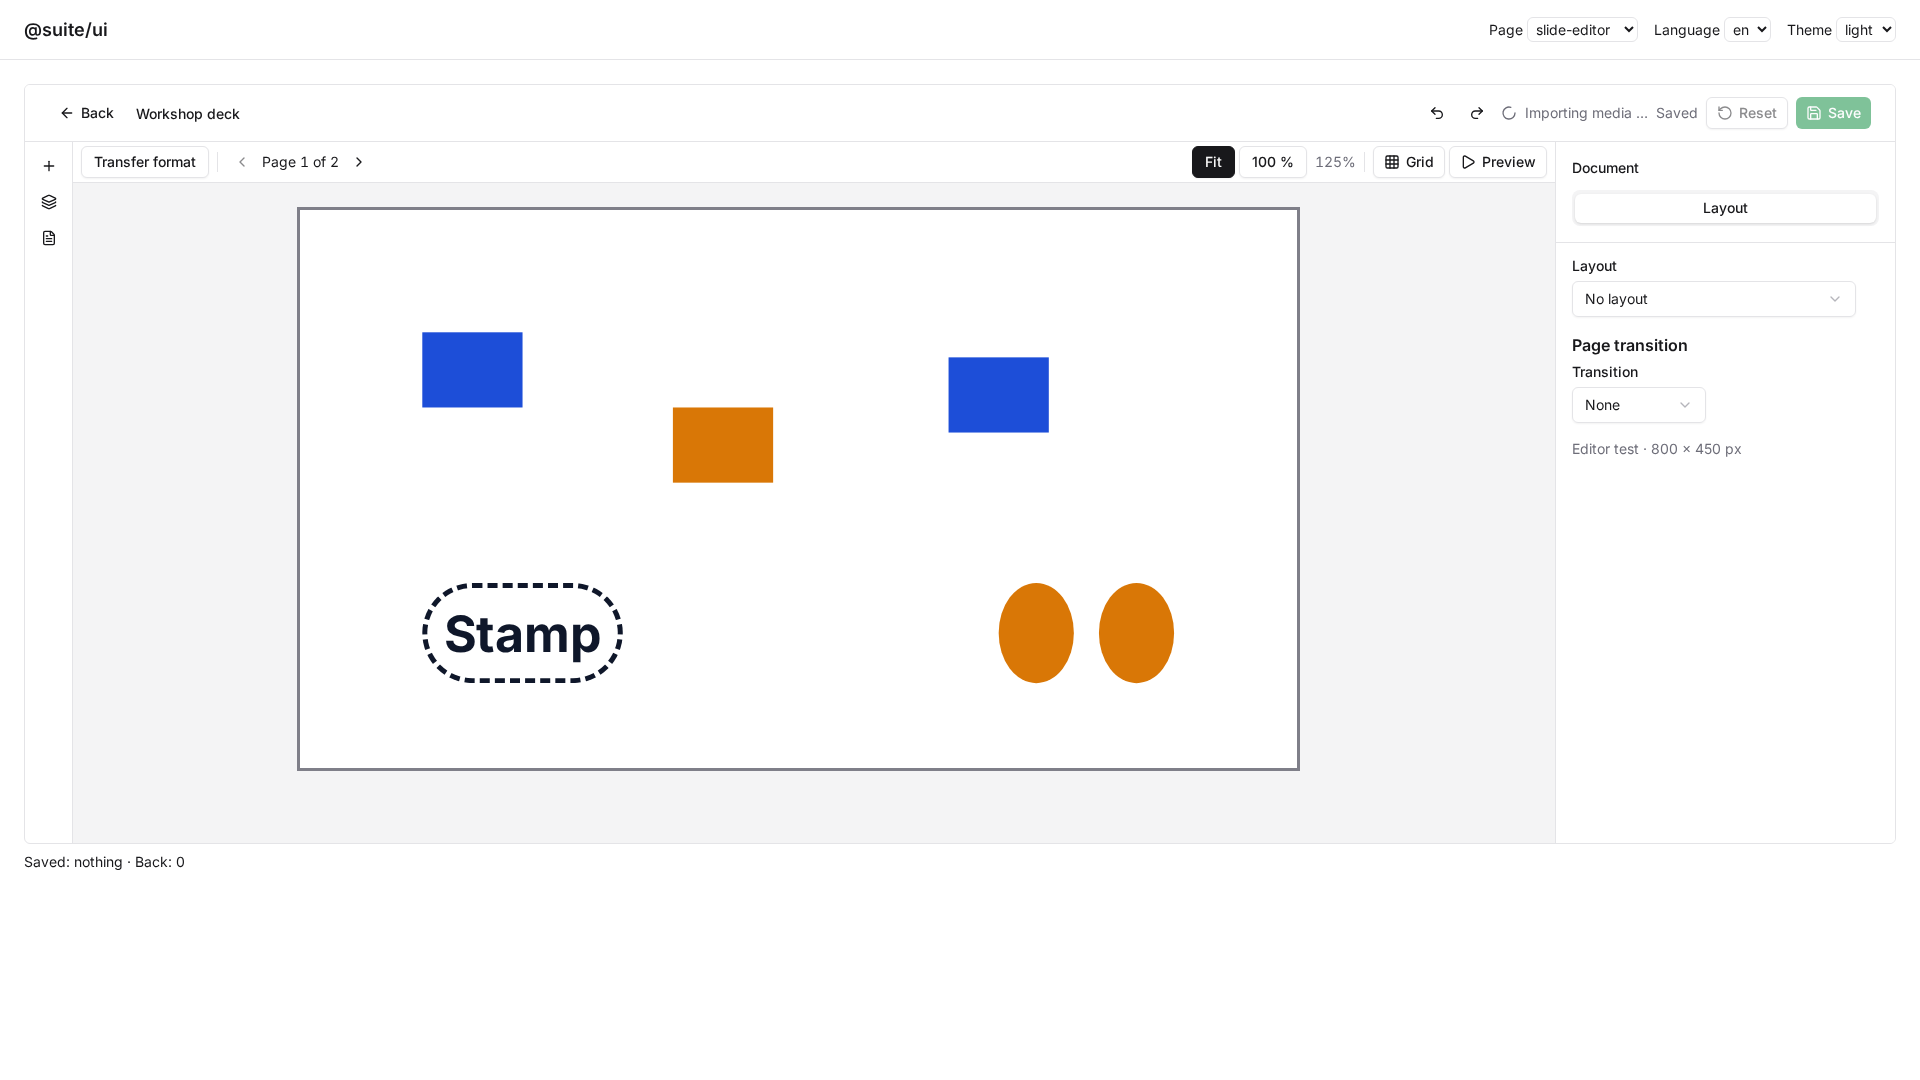 @suite/ui
Page slide-editor Language en Theme light
Back Workshop deck Importing media ... Saved Reset Save
Transfer format Page 1 of 2 Fit 100 % 125% Grid Preview
Document
Layout
Layout
No layout
Page transition
Transition
None
Editor test · 800 × 450 px
Stamp
Saved: nothing · Back: 0